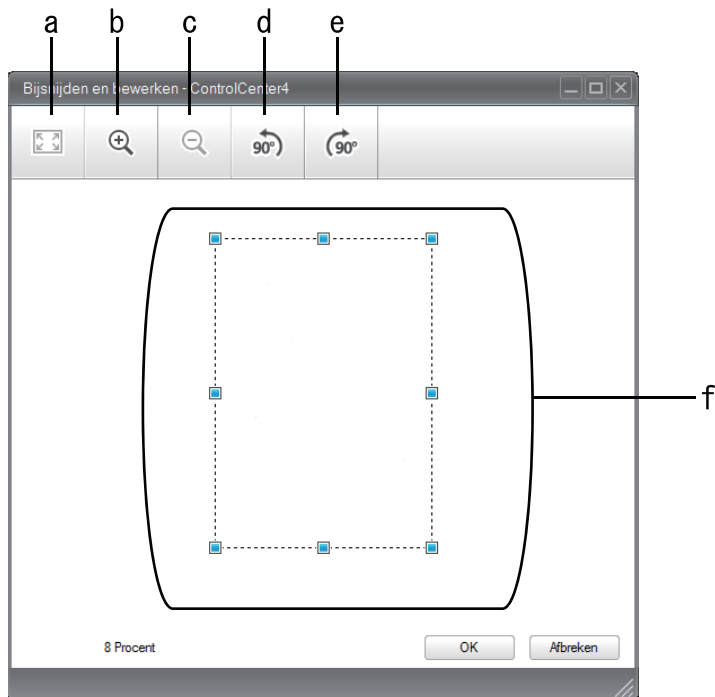 a b c d e
Bijsnijden en bewerken - ControlCenter4
90° 90°
f
8 Procent OK Afbreken